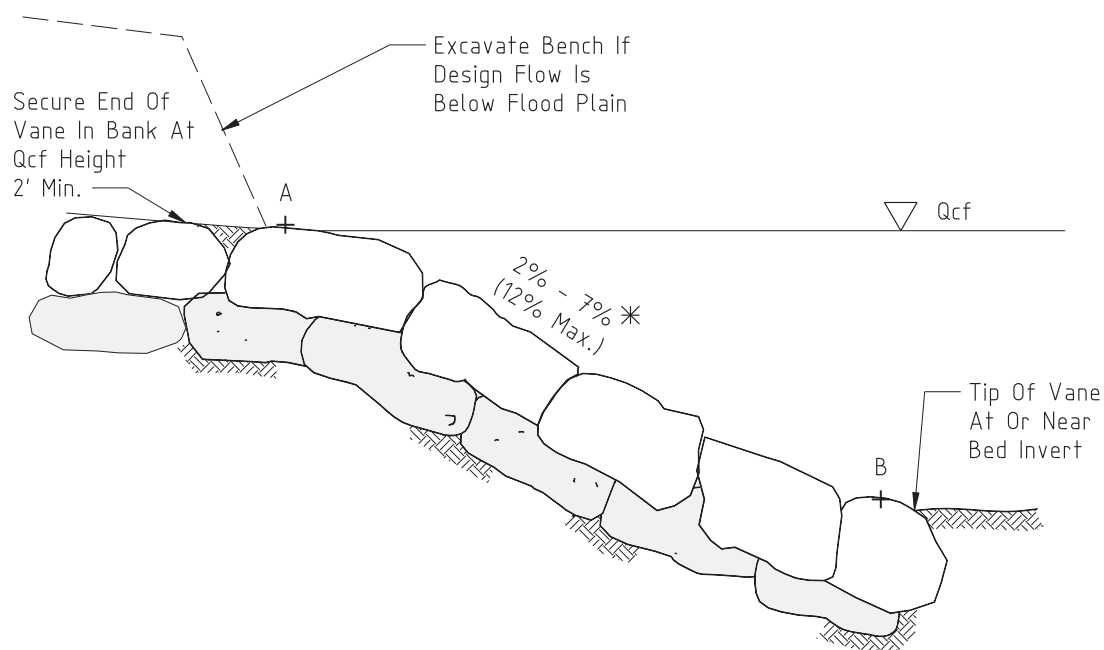 Excavate Bench If
Design Flow Is
Below Flood Plain
Secure End Of
Vane In Bank At
Qcf Height
2' Min.
A
Qcf
2% - 7% *
(12% Max.)
Tip Of Vane
At Or Near
Bed Invert
B